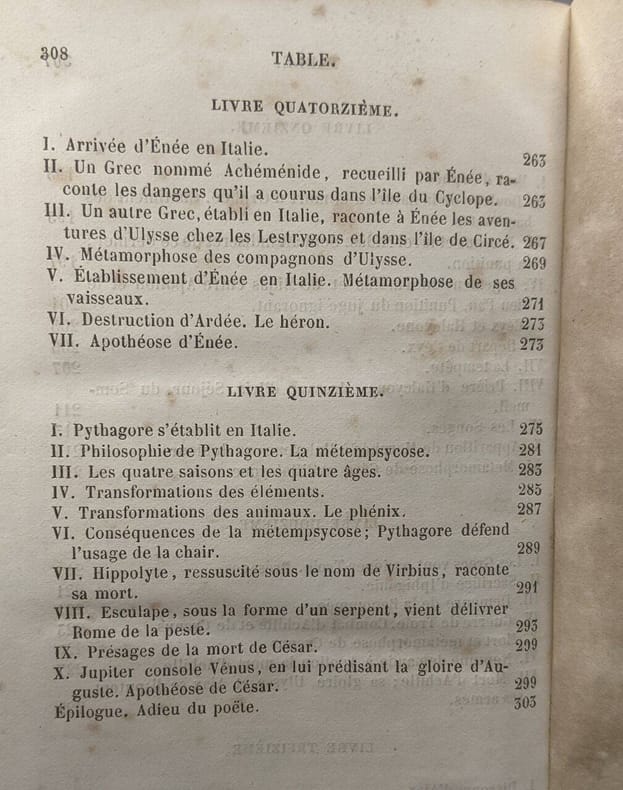 308
TABLE.
LIVRE QUATORZIÈME.
I. Arrivée d'Énée en Italie. 263
II. Un Grec nommé Achéménide, recueilli par Énée, ra-
conte les dangers qu'il a courus dans l'île du Cyclope. 263
III. Un autre Grec, établi en Italie, raconte à Énée les aven-
tures d'Ulysse chez les Lestrygons et dans l'île de Circé. 267
IV. Métamorphose des compagnons d'Ulysse. 269
V. Établissement d'Énée en Italie. Métamorphose de ses
vaisseaux. 271
VI. Destruction d'Ardée. Le héron. 273
VII. Apothéose d'Énée. 273
LIVRE QUINZIÈME.
I. Pythagore s'établit en Italie. 275
II. Philosophie de Pythagore. La métempsycose. 281
III. Les quatre saisons et les quatre âges. 283
IV. Transformations des éléments. 285
V. Transformations des animaux. Le phénix. 287
VI. Conséquences de la métempsycose; Pythagore défend
l'usage de la chair. 289
VII. Hippolyte, ressuscité sous le nom de Virbius, raconte
sa mort. 291
VIII. Esculape, sous la forme d'un serpent, vient délivrer
Rome de la peste. 293
IX. Présages de la mort de César. 299
X. Jupiter console Vénus, en lui prédisant la gloire d'Au-
guste. Apothéose de César. 299
Épilogue. Adieu du poëte. 303